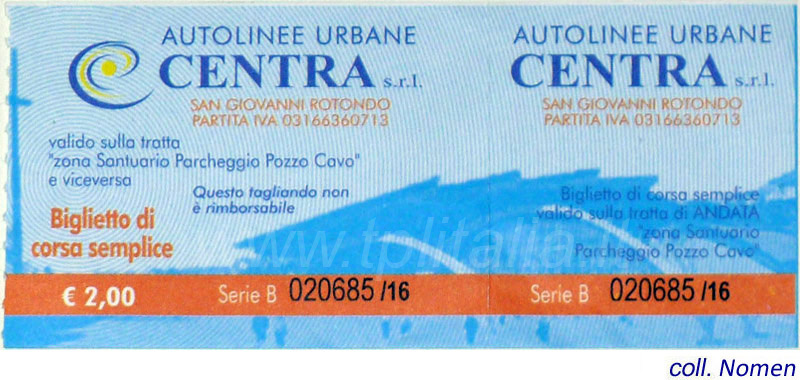 AUTOLINEE URBANE
CENTRA s.r.l.
SAN GIOVANNI ROTONDO
PARTITA IVA 03166360713
valido sulla tratta
"zona Santuario Parcheggio Pozzo Cavo"
e viceversa
Questo tagliando non
è rimborsabile
Biglietto di
corsa semplice
€ 2,00
Serie B 020685 /16
AUTOLINEE URBANE
CENTRA s.r.l.
SAN GIOVANNI ROTONDO
PARTITA IVA 03166360713
Biglietto di corsa semplice
valido sulla tratta di ANDATA
"zona Santuario
Parcheggio Pozzo Cavo"
Serie B 020685 /16
www.tplitalia.
coll. Nomen